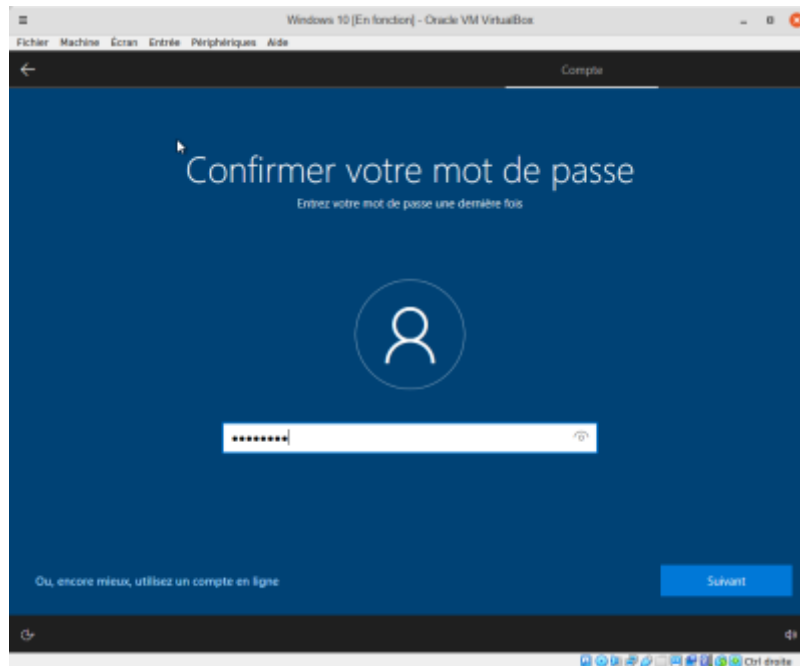 Windows 10 [En fonction] - Oracle VM VirtualBox
Fichier Machine Écran Entrée Périphériques Aide
Compte
Confirmer votre mot de passe
Entrez votre mot de passe une dernière fois
••••••••
Ou, encore mieux, utilisez un compte en ligne
Suivant
Ctrl droite